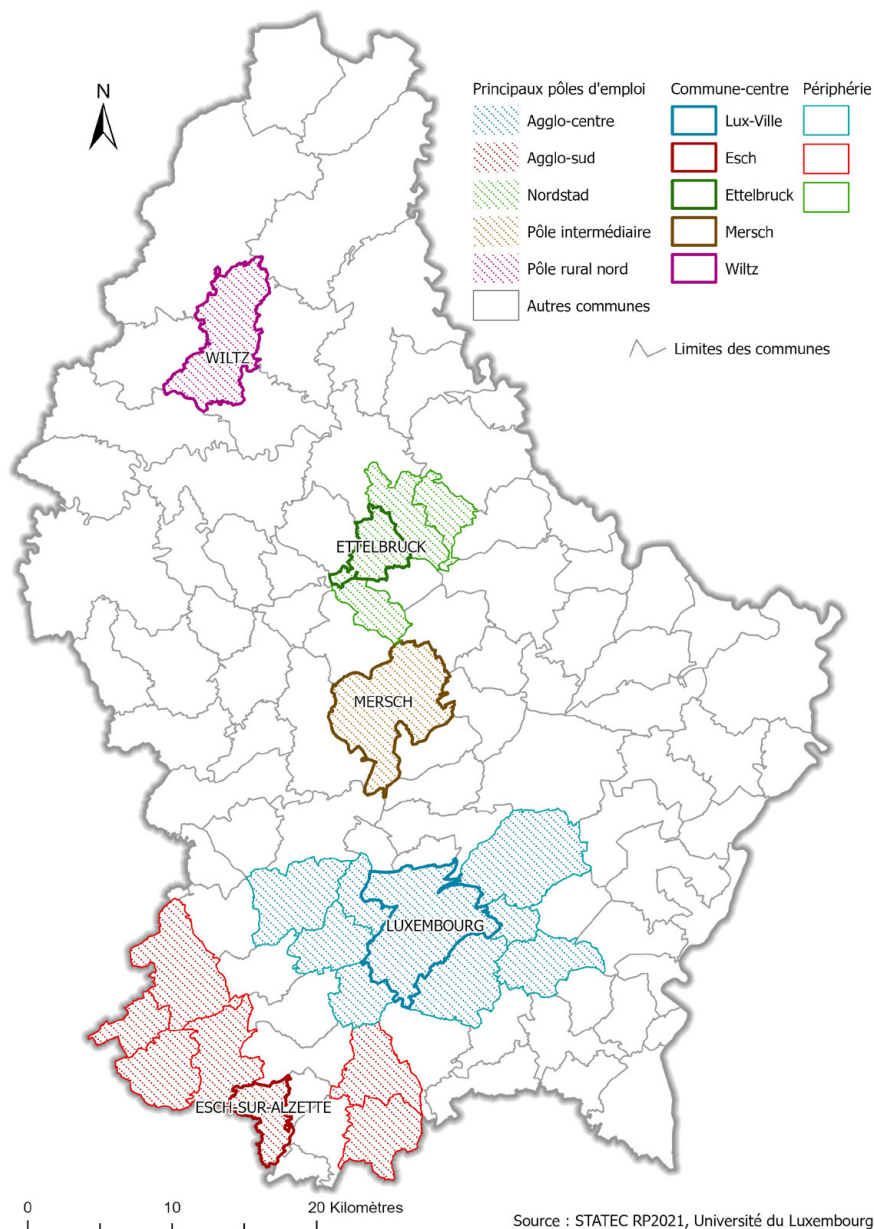 N
Principaux pôles d'emploi
Agglo-centre
Agglo-sud
Nordstad
Pôle intermédiaire
Pôle rural nord
Autres communes
Commune-centre
Lux-Ville
Esch
Ettelbruck
Mersch
Wiltz
Périphérie
Limites des communes
WILTZ
ETTELBRUCK
MERSCH
LUXEMBOURG
ESCH-SUR-ALZETTE
0 10 20 Kilomètres
Source : STATEC RP2021, Université du Luxembourg